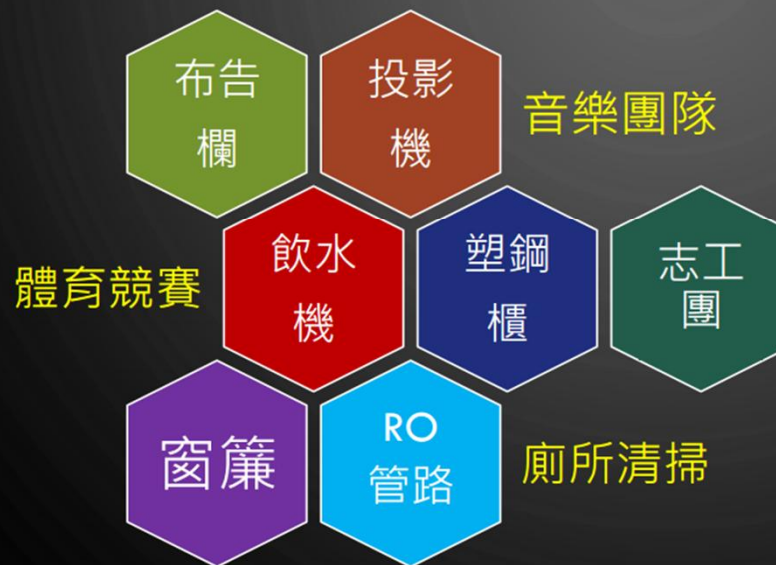 布告
欄
投影
機
音樂團隊
體育競賽
飲水
機
塑鋼
櫃
志工
團
窗簾
RO
管路
廁所清掃